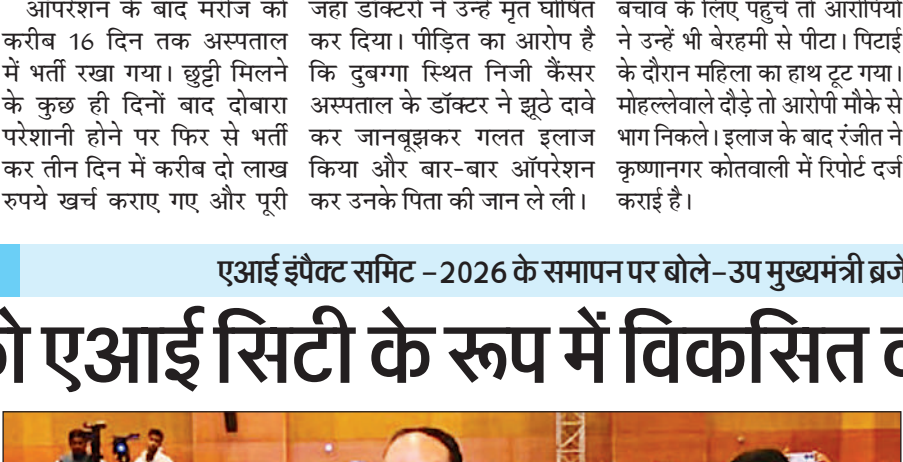 ऑपरेशन के बाद मरीज को
करीब 16 दिन तक अस्पताल
में भर्ती रखा गया। छुट्टी मिलने
के कुछ ही दिनों बाद दोबारा
परेशानी होने पर फिर से भर्ती
कर तीन दिन में करीब दो लाख
रुपये खर्च कराए गए और पूरी
जहां डॉक्टरों ने उन्हें मृत घोषित
कर दिया। पीड़ित का आरोप है
कि दुबग्गा स्थित निजी कैंसर
अस्पताल के डॉक्टर ने झूठे दावे
कर जानबूझकर गलत इलाज
किया और बार-बार ऑपरेशन
कर उनके पिता की जान ले ली।
बचाव के लिए पहुंचे तो आरोपियों
ने उन्हें भी बेरहमी से पीटा। पिटाई
के दौरान महिला का हाथ टूट गया।
मोहल्लेवाले दौड़े तो आरोपी मौके से
भाग निकले। इलाज के बाद रंजीत ने
कृष्णानगर कोतवाली में रिपोर्ट दर्ज
कराई है।
एआई इंपैक्ट समिट –2026 के समापन पर बोले–उप मुख्यमंत्री
एआई सिटी के रूप में विकसित